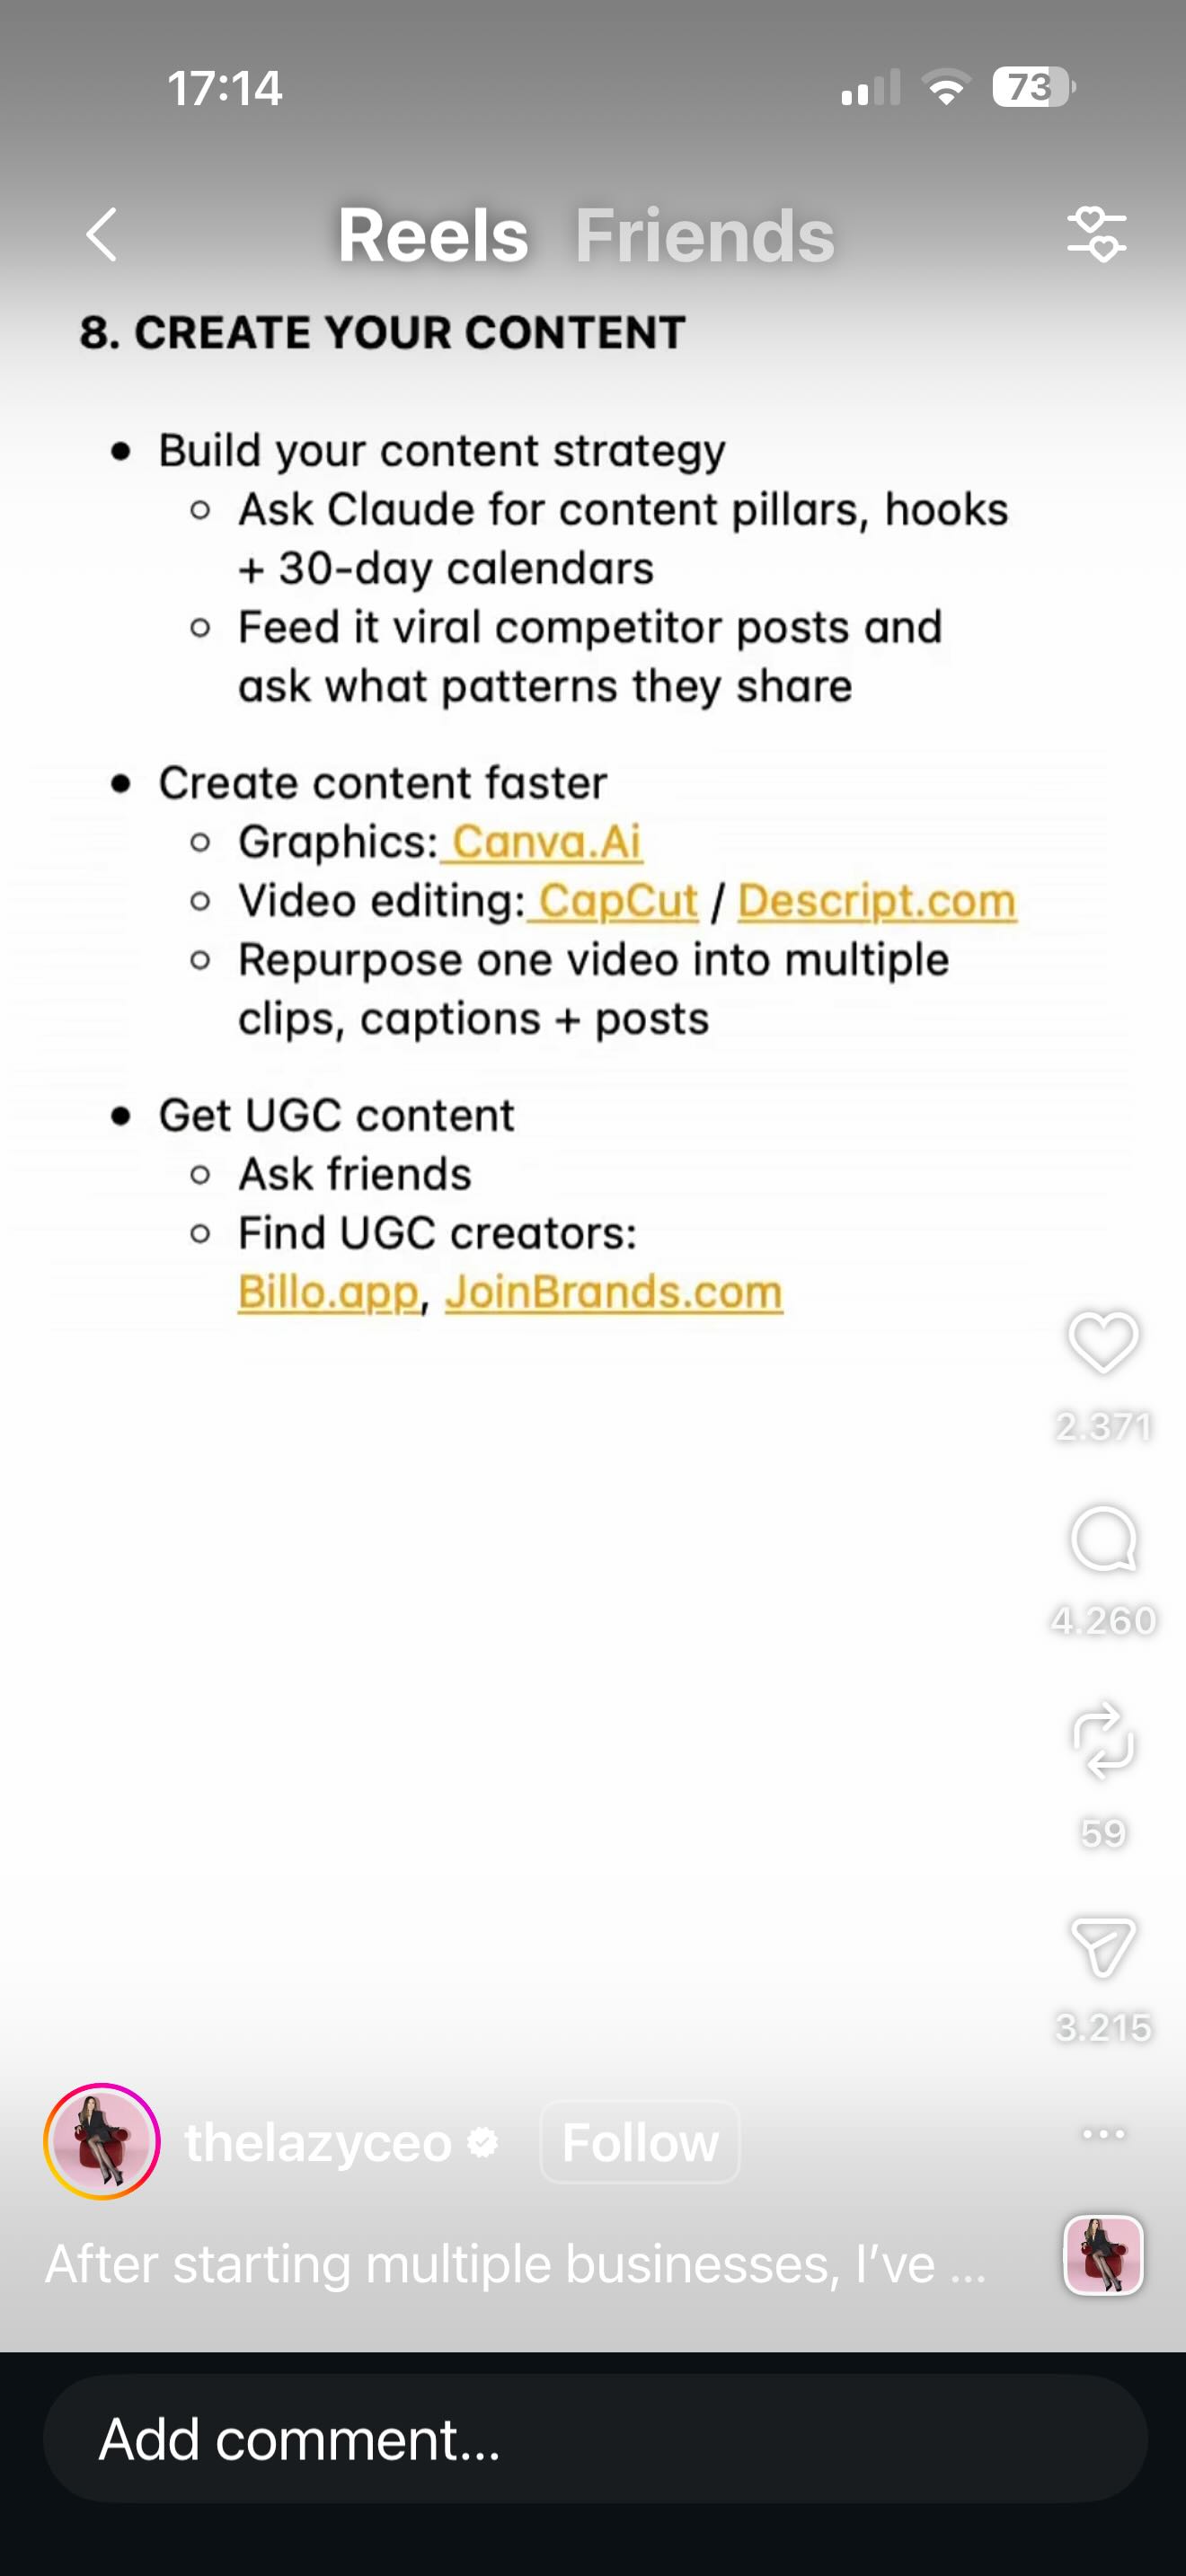 17:14
73
Reels Friends
8. CREATE YOUR CONTENT
Build your content strategy
Ask Claude for content pillars, hooks
+ 30-day calendars
Feed it viral competitor posts and
ask what patterns they share
Create content faster
Graphics: Canva.Ai
Video editing: CapCut / Descript.com
Repurpose one video into multiple
clips, captions + posts
Get UGC content
Ask friends
Find UGC creators:
Billo.app, JoinBrands.com
2.371
4.260
59
3.215
thelazyceo Follow
After starting multiple businesses, I’ve ...
Add comment...